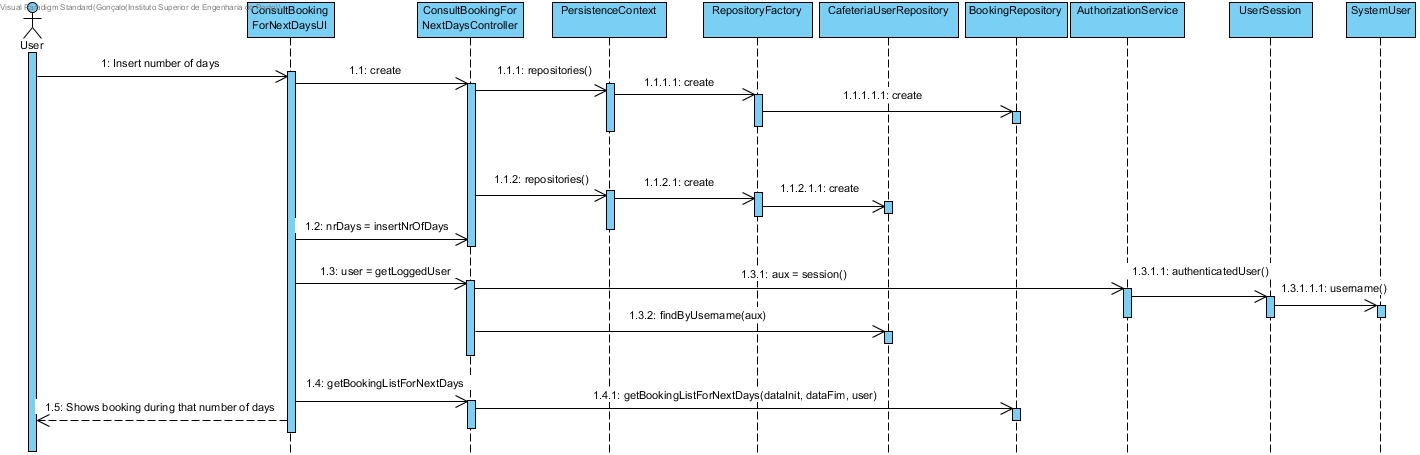 Visual Paradigm Standard(Gonçalo(Instituto Superior de Engenharia
ConsultBooking
ForNextDaysUI
ConsultBookingFor
NextDaysController
PersistenceContext
RepositoryFactory
CafeteriaUserRepository
BookingRepository
AuthorizationService
UserSession
SystemUser
User
1: Insert number of days
1.1: create
1.1.1: repositories()
1.1.1.1: create
1.1.1.1.1: create
1.1.2: repositories()
1.1.2.1: create
1.1.2.1.1: create
1.2: nrDays = insertNrOfDays
1.3: user = getLoggedUser
1.3.1: aux = session()
1.3.1.1: authenticatedUser()
1.3.1.1.1: username()
1.3.2: findByUsername(aux)
1.4: getBookingListForNextDays
1.4.1: getBookingListForNextDays(dataInit, dataFim, user)
1.5: Shows booking during that number of days